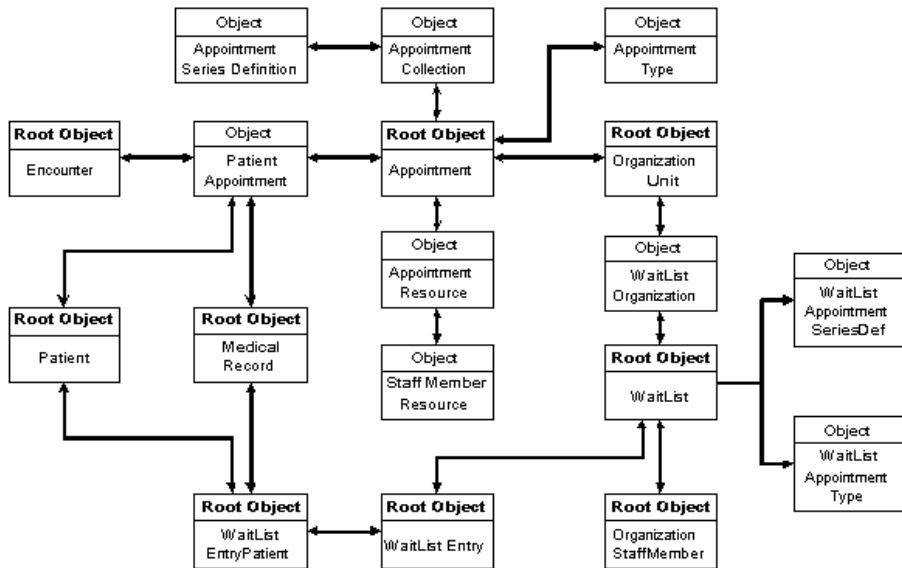 Object
Appointment
Series Definition
Object
Appointment
Collection
Object
Appointment
Type
Root Object
Encounter
Object
Patient
Appointment
Root Object
Appointment
Root Object
Organization
Unit
Object
Appointment
Resource
Object
WaitList
Organization
Object
WaitList
Appointment
SeriesDef
Root Object
Patient
Root Object
Medical
Record
Object
Staff Member
Resource
Root Object
WaitList
Object
WaitList
Appointment
Type
Root Object
WaitList
EntryPatient
Root Object
WaitList Entry
Root Object
Organization
StaffMember